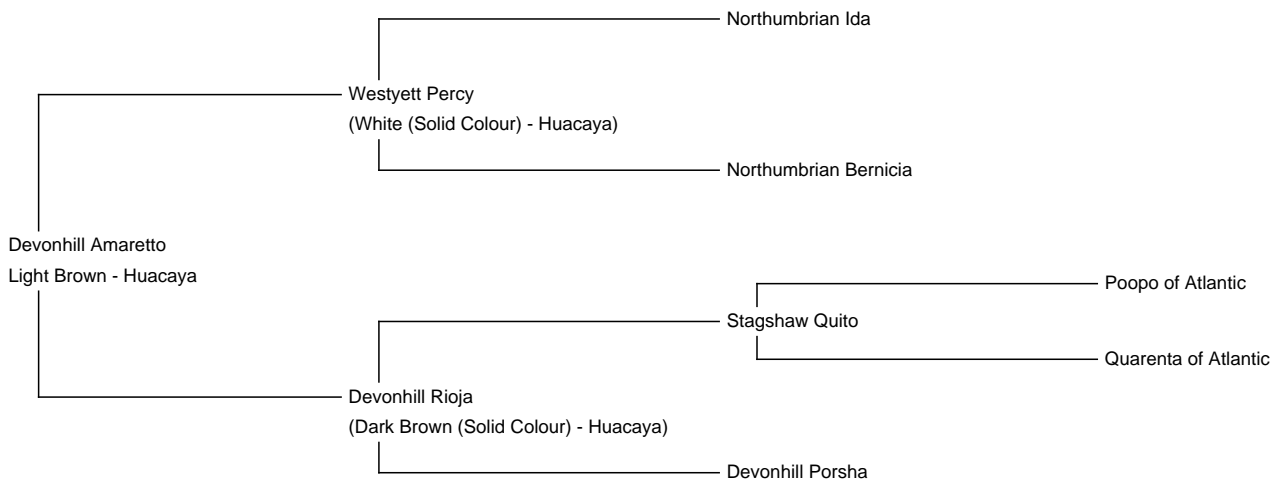 Northumbrian Ida
Westyett Percy
(White (Solid Colour) - Huacaya)
Northumbrian Bernicia
Devonhill Amaretto
Light Brown - Huacaya
Poopo of Atlantic
Stagshaw Quito
Quarenta of Atlantic
Devonhill Rioja
(Dark Brown (Solid Colour) - Huacaya)
Devonhill Porsha